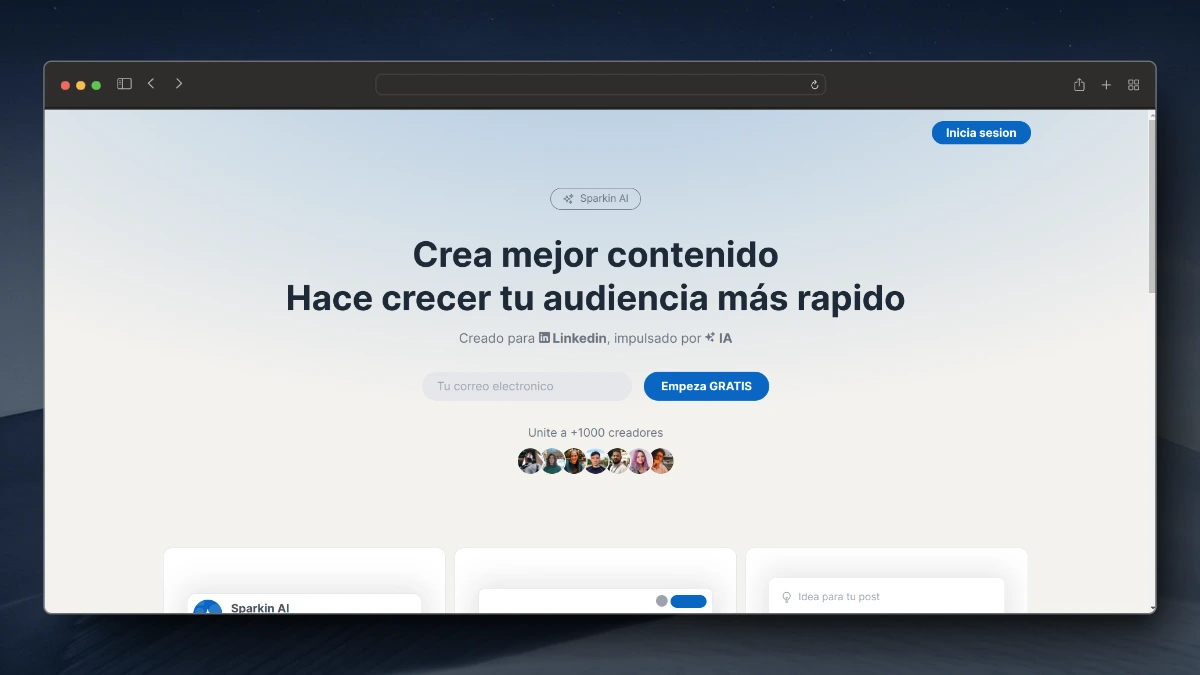 Inicia sesion
Sparkin AI
Crea mejor contenido
Hace crecer tu audiencia más rapido
Creado para Linkedin, impulsado por IA
Tu correo electronico
Empeza GRATIS
Unite a +1000 creadores
Sparkin AI
Idea para tu post